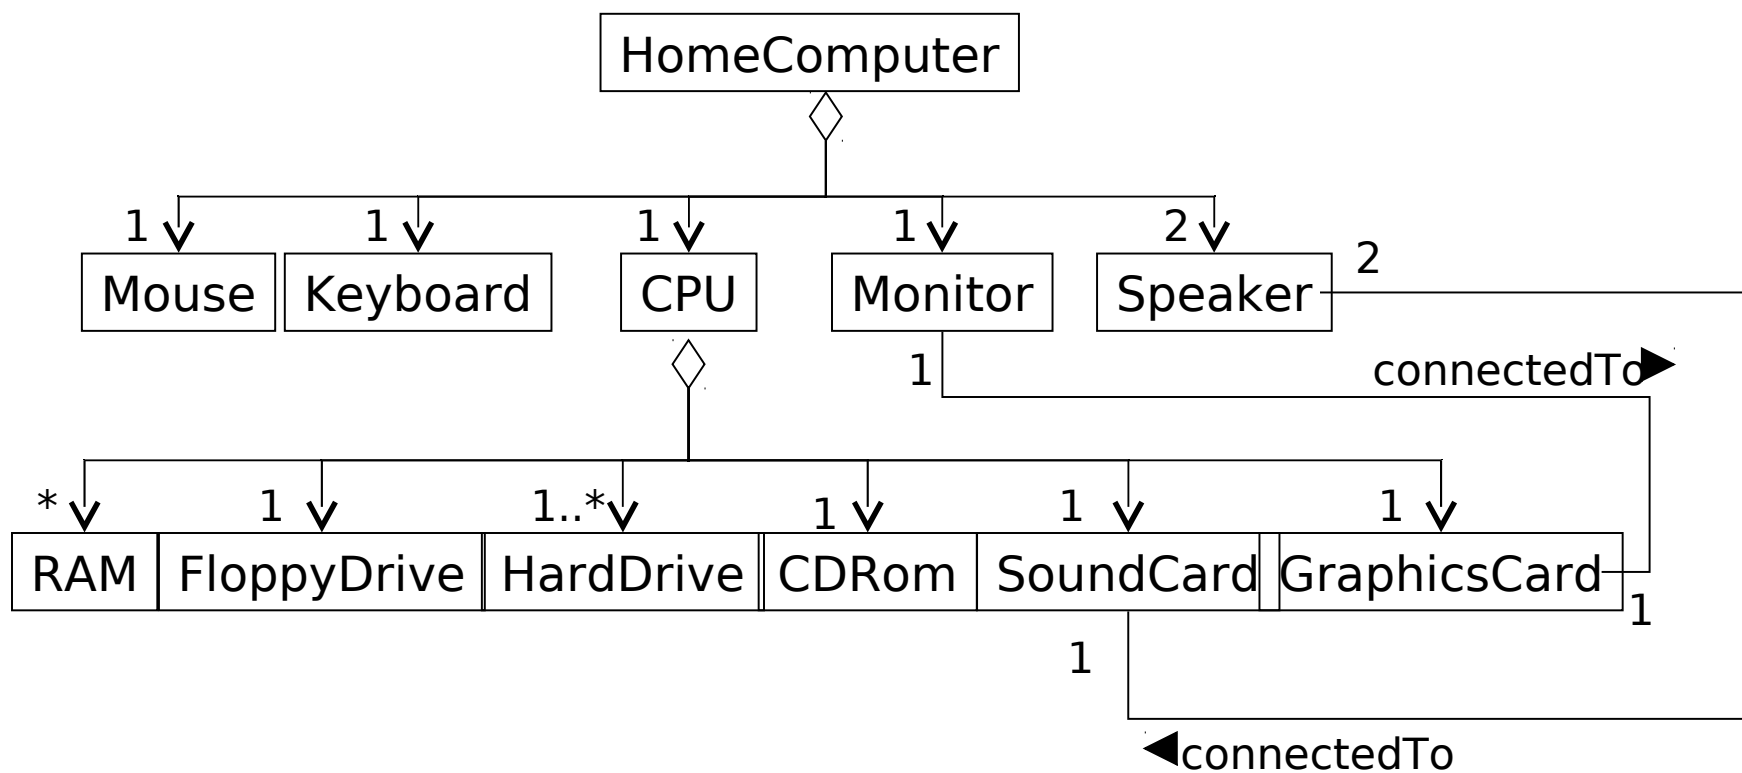 HomeComputer
1 1 1 1 2
Mouse Keyboard CPU Monitor Speaker 2
1 connectedTo
* 1 1..* 1 1 1
RAM FloppyDrive HardDrive CDRom SoundCard GraphicsCard
1
1
connectedTo